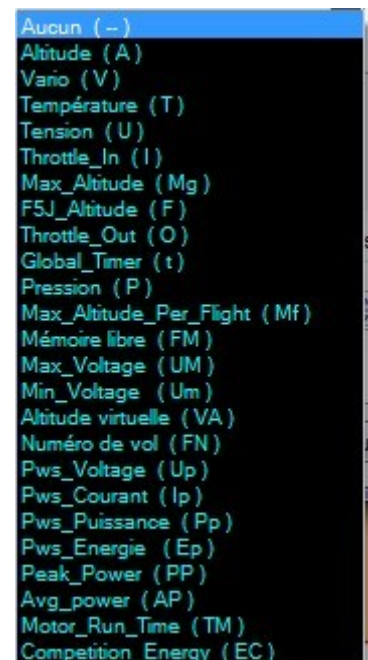 Aucun ( -- )
Altitude ( A )
Vario ( V )
Température ( T )
Tension ( U )
Throttle_In ( I )
Max_Altitude ( Mg )
F5J_Altitude ( F )
Throttle_Out ( O )
Global_Timer ( t )
Pression ( P )
Max_Altitude_Per_Flight ( Mf )
Mémoire libre ( FM )
Max_Voltage ( UM )
Min_Voltage ( Um )
Altitude virtuelle ( VA )
Numéro de vol ( FN )
Pws_Voltage ( Up )
Pws_Courant ( Ip )
Pws_Puissance ( Pp )
Pws_Energie ( Ep )
Peak_Power ( PP )
Avg_power ( AP )
Motor_Run_Time ( TM )
Competition_Energy ( EC )